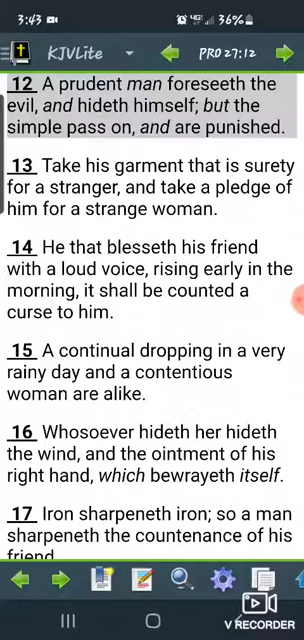 3:43 36%
KJVLite PRO 27:12
12 A prudent man foreseeth the
evil, and hideth himself; but the
simple pass on, and are punished.
13 Take his garment that is surety
for a stranger, and take a pledge of
him for a strange woman.
14 He that blesseth his friend
with a loud voice, rising early in the
morning, it shall be counted a
curse to him.
15 A continual dropping in a very
rainy day and a contentious
woman are alike.
16 Whosoever hideth her hideth
the wind, and the ointment of his
right hand, which bewrayeth itself.
17 Iron sharpeneth iron; so a man
sharpeneth the countenance of his
friend
V RECORDER